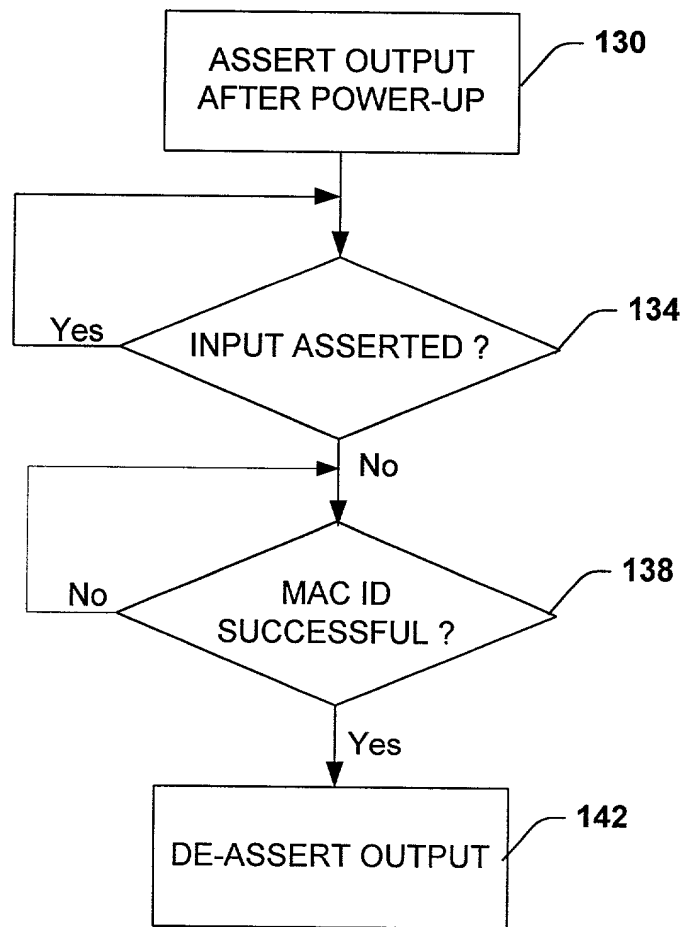 ASSERT OUTPUT
AFTER POWER-UP
130
INPUT ASSERTED ?
134
Yes
No
MAC ID
SUCCESSFUL ?
138
No
Yes
DE-ASSERT OUTPUT
142